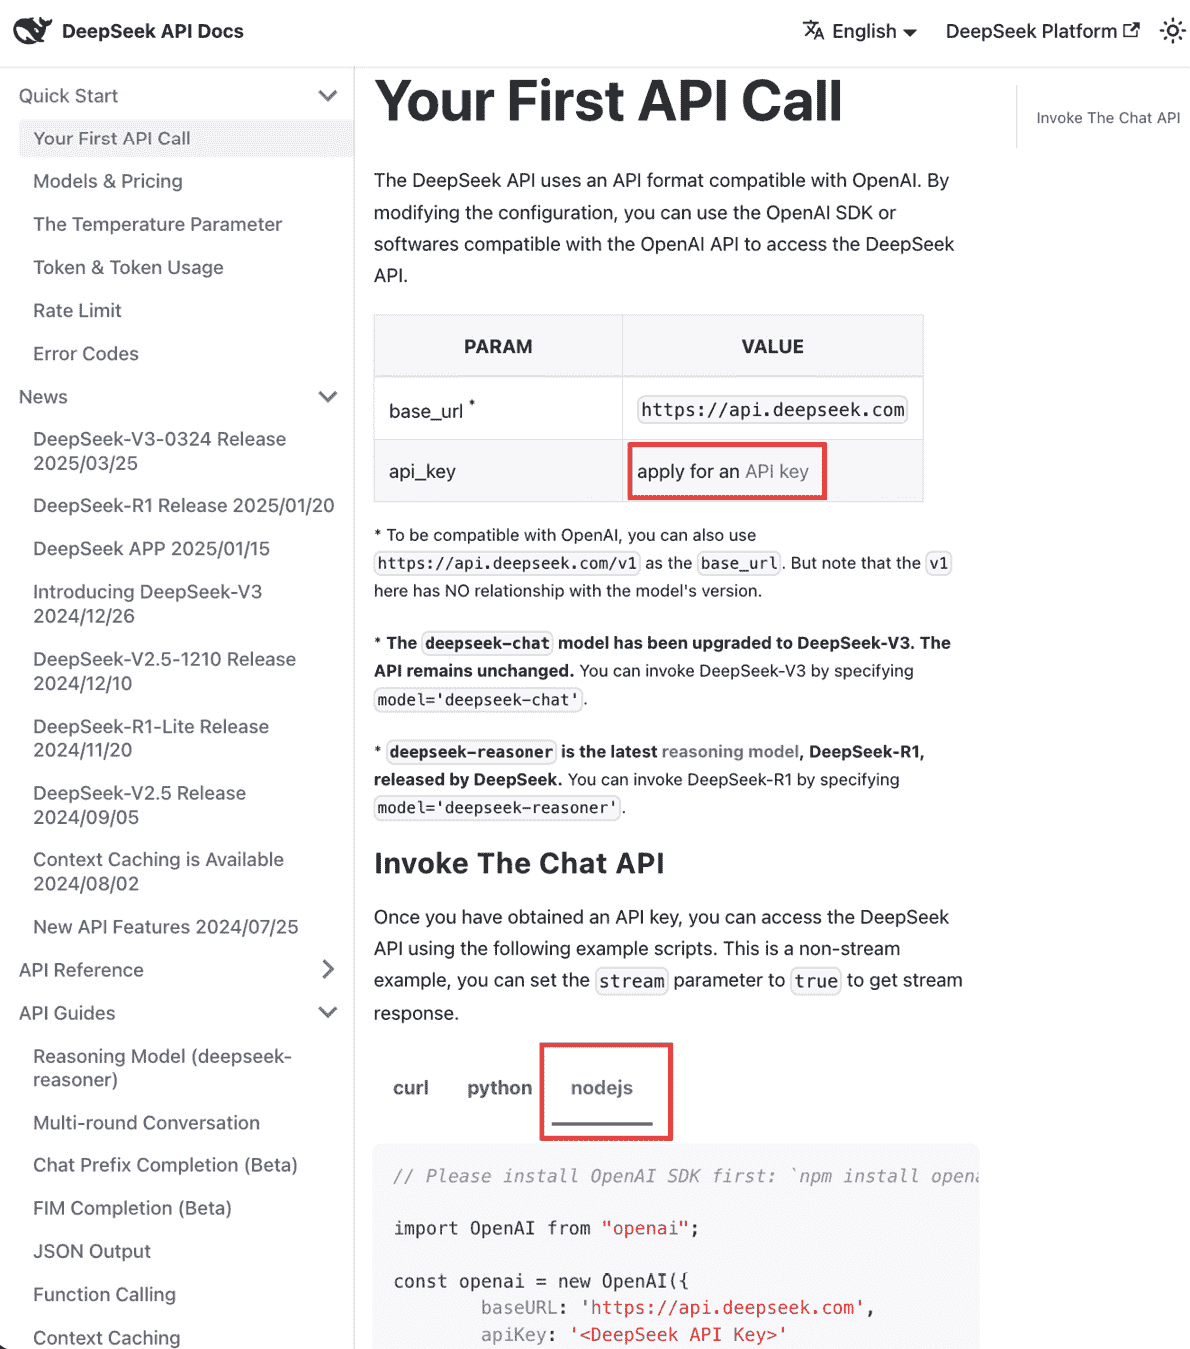 DeepSeek API Docs
English
DeepSeek Platform
Quick Start
Your First API Call
Models & Pricing
The Temperature Parameter
Token & Token Usage
Rate Limit
Error Codes
News
DeepSeek-V3-0324 Release
2025/03/25
DeepSeek-R1 Release 2025/01/20
DeepSeek APP 2025/01/15
Introducing DeepSeek-V3
2024/12/26
DeepSeek-V2.5-1210 Release
2024/12/10
DeepSeek-R1-Lite Release
2024/11/20
DeepSeek-V2.5 Release
2024/09/05
Context Caching is Available
2024/08/02
New API Features 2024/07/25
API Reference
API Guides
Reasoning Model (deepseek-
reasoner)
Multi-round Conversation
Chat Prefix Completion (Beta)
FIM Completion (Beta)
JSON Output
Function Calling
Context Caching
Your First API Call
The DeepSeek API uses an API format compatible with OpenAI. By
modifying the configuration, you can use the OpenAI SDK or
softwares compatible with the OpenAI API to access the DeepSeek
API.
PARAM VALUE
base_url * https://api.deepseek.com
api_key apply for an API key
* To be compatible with OpenAI, you can also use
https://api.deepseek.com/v1 as the base_url. But note that the v1
here has NO relationship with the model's version.
* The deepseek-chat model has been upgraded to DeepSeek-V3. The
API remains unchanged. You can invoke DeepSeek-V3 by specifying
model='deepseek-chat'.
* deepseek-reasoner is the latest reasoning model, DeepSeek-R1,
released by DeepSeek. You can invoke DeepSeek-R1 by specifying
model='deepseek-reasoner'.
Invoke The Chat API
Once you have obtained an API key, you can access the DeepSeek
API using the following example scripts. This is a non-stream
example, you can set the stream parameter to true to get stream
response.
curl python nodejs
// Please install OpenAI SDK first: `npm install opena
import OpenAI from "openai";
const openai = new OpenAI({
baseURL: 'https://api.deepseek.com',
apiKey: '<DeepSeek API Key>'
Invoke The Chat API